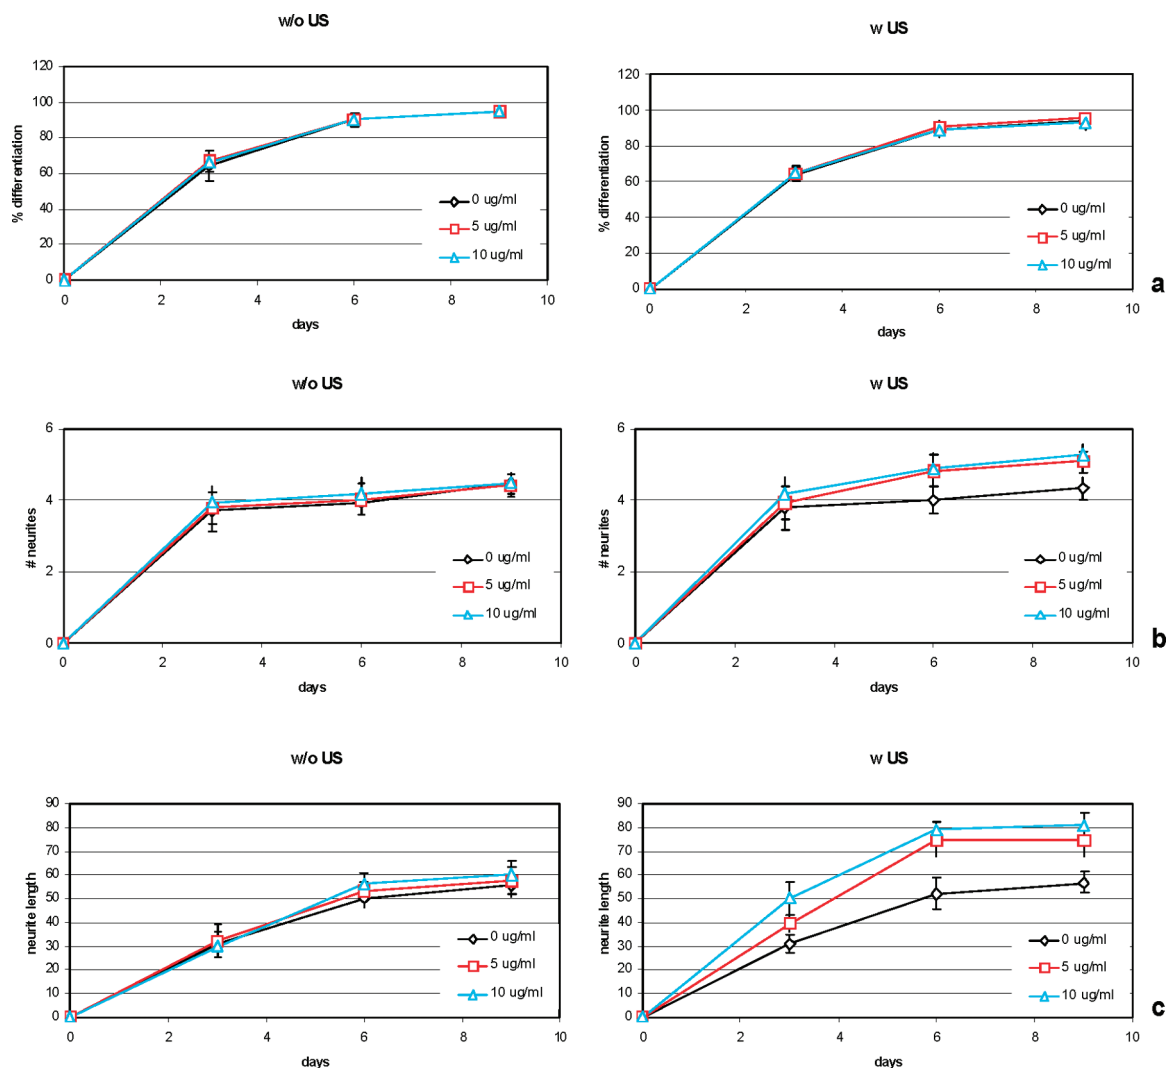 w/o US
120
100
80
60
40
20
0
% differentiation
0 2 4 6 8 10
days
0 ug/ml
5 ug/ml
10 ug/ml
w US
120
100
80
60
40
20
0
% differentiation
0 2 4 6 8 10
days
0 ug/ml
5 ug/ml
10 ug/ml
a
w/o US
6
4
2
0
# neurites
0 2 4 6 8 10
days
0 ug/ml
5 ug/ml
10 ug/ml
w US
6
4
2
0
# neurites
0 2 4 6 8 10
days
0 ug/ml
5 ug/ml
10 ug/ml
b
w/o US
90
80
70
60
50
40
30
20
10
0
neurite length
0 2 4 6 8 10
days
0 ug/ml
5 ug/ml
10 ug/ml
w US
90
80
70
60
50
40
30
20
10
0
neurite length
0 2 4 6 8 10
days
0 ug/ml
5 ug/ml
10 ug/ml
c